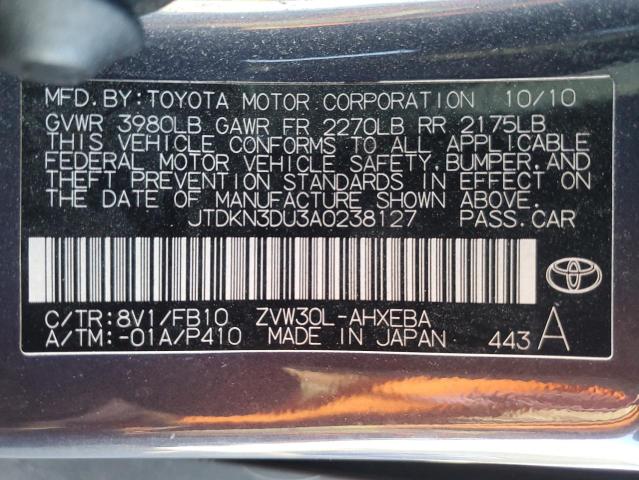 MFD.BY:TOYOTA MOTOR CORPORATION 10/10
GVWR 3980LB GAWR FR 2270LB RR 2175LB
THIS VEHICLE CONFORMS TO ALL APPLICABLE
FEDERAL MOTOR VEHICLE SAFETY,BUMPER,AND
THEFT PREVENTION STANDARDS IN EFFECT ON
THE DATE OF MANUFACTURE SHOWN ABOVE.
JTDKN3DU3A0238127 PASS.CAR
C/TR:8V1/FB10 ZVW30L-AHXEBA
A/TM:-01A/P410 MADE IN JAPAN 443 A